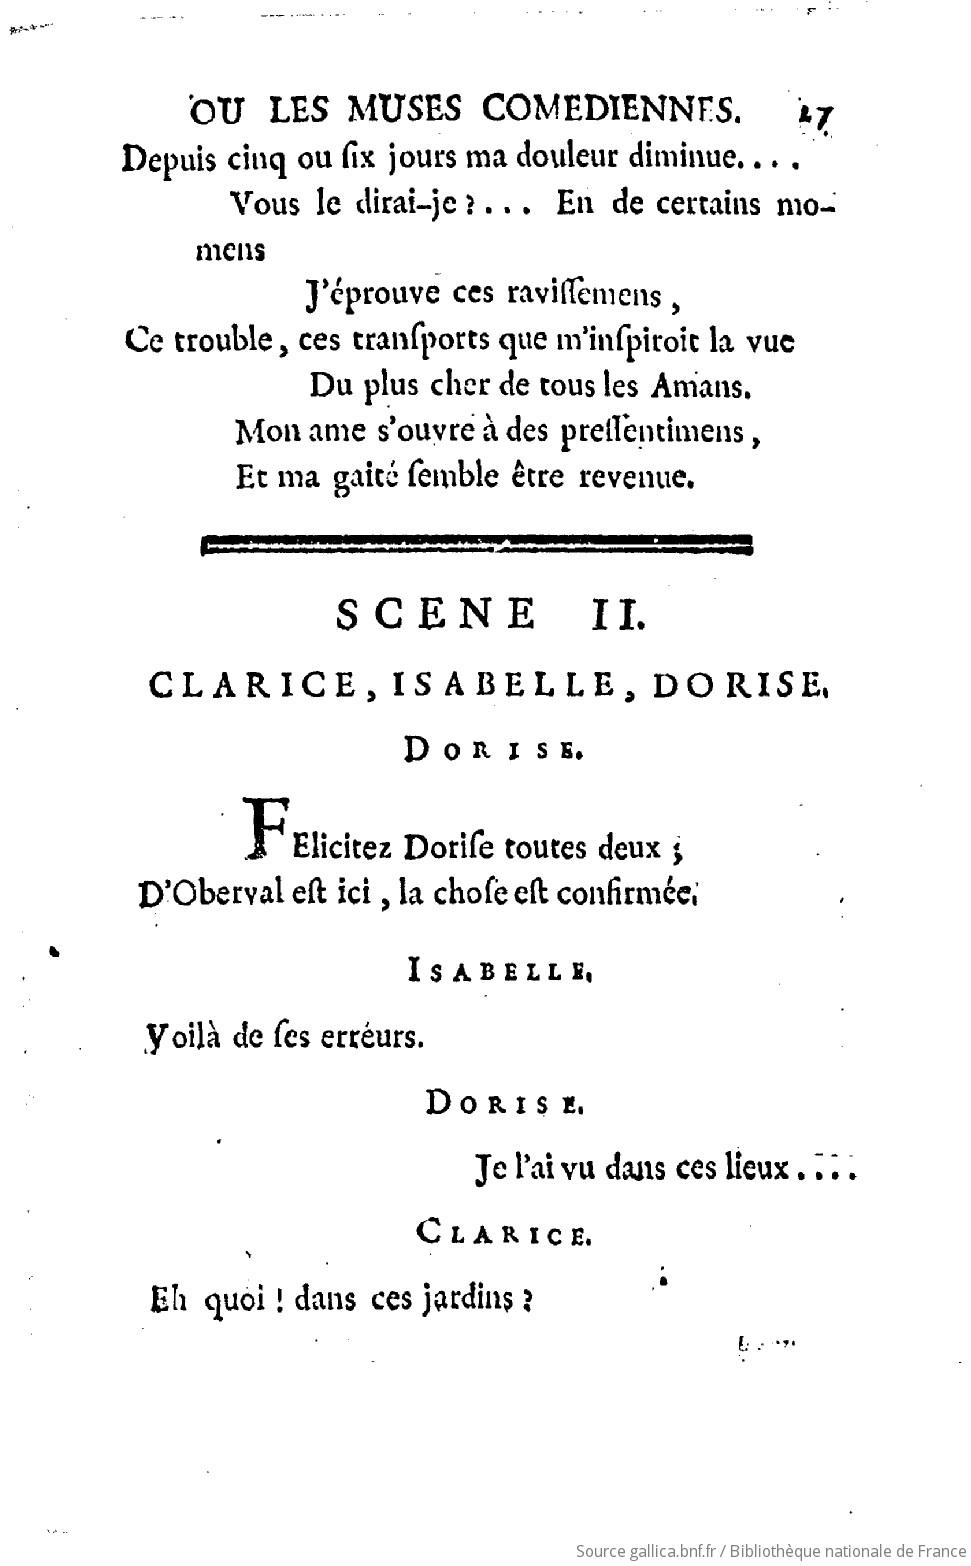 OU LES MUSES COMEDIENNES. 27
Depuis cinq ou ſix jours ma douleur diminue....
Vous le dirai-je ?... En de certains mo-
mens
J'éprouve ces raviſſemens,
Ce trouble, ces tranſports que m'inſpiroit la vue
Du plus cher de tous les Amans.
Mon ame s'ouvre à des preſſentimens,
Et ma gaité ſemble être revenue.
SCENE II.
CLARICE, ISABELLE, DORISE.
DORISE.
FElicitez Doriſe toutes deux ;
D'Oberval eſt ici, la choſe eſt confirmée.
ISABELLE.
Voilà de ſes erréurs.
DORISE.
Je l'ai vu dans ces lieux....
CLARICE.
Eh quoi ! dans ces jardins ?
Source gallica.bnf.fr / Bibliothèque nationale de France